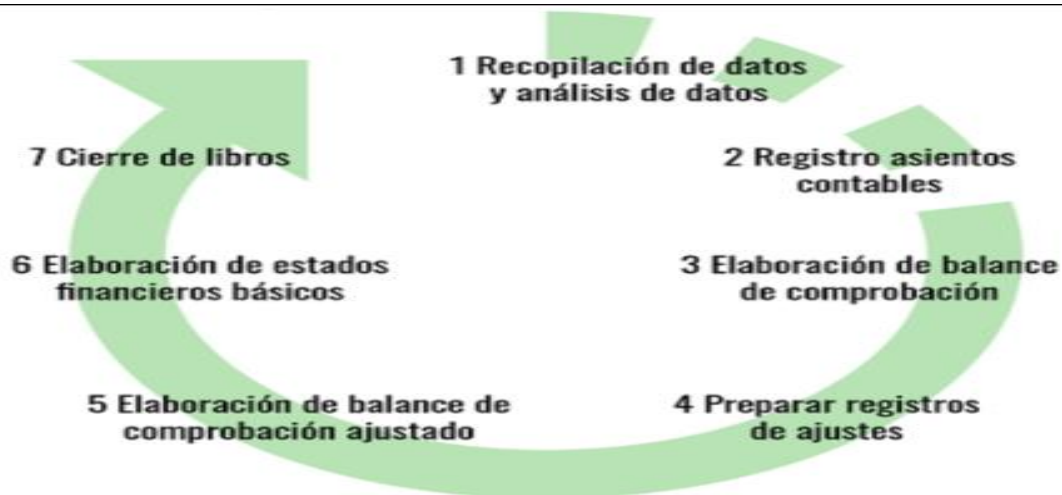 1 Recopilación de datos
y análisis de datos
2 Registro asientos
contables
3 Elaboración de balance
de comprobación
4 Preparar registros
de ajustes
5 Elaboración de balance de
comprobación ajustado
6 Elaboración de estados
financieros básicos
7 Cierre de libros